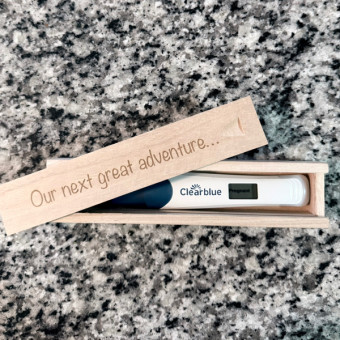 Our next great adventure...
Clearblue
Pregnant